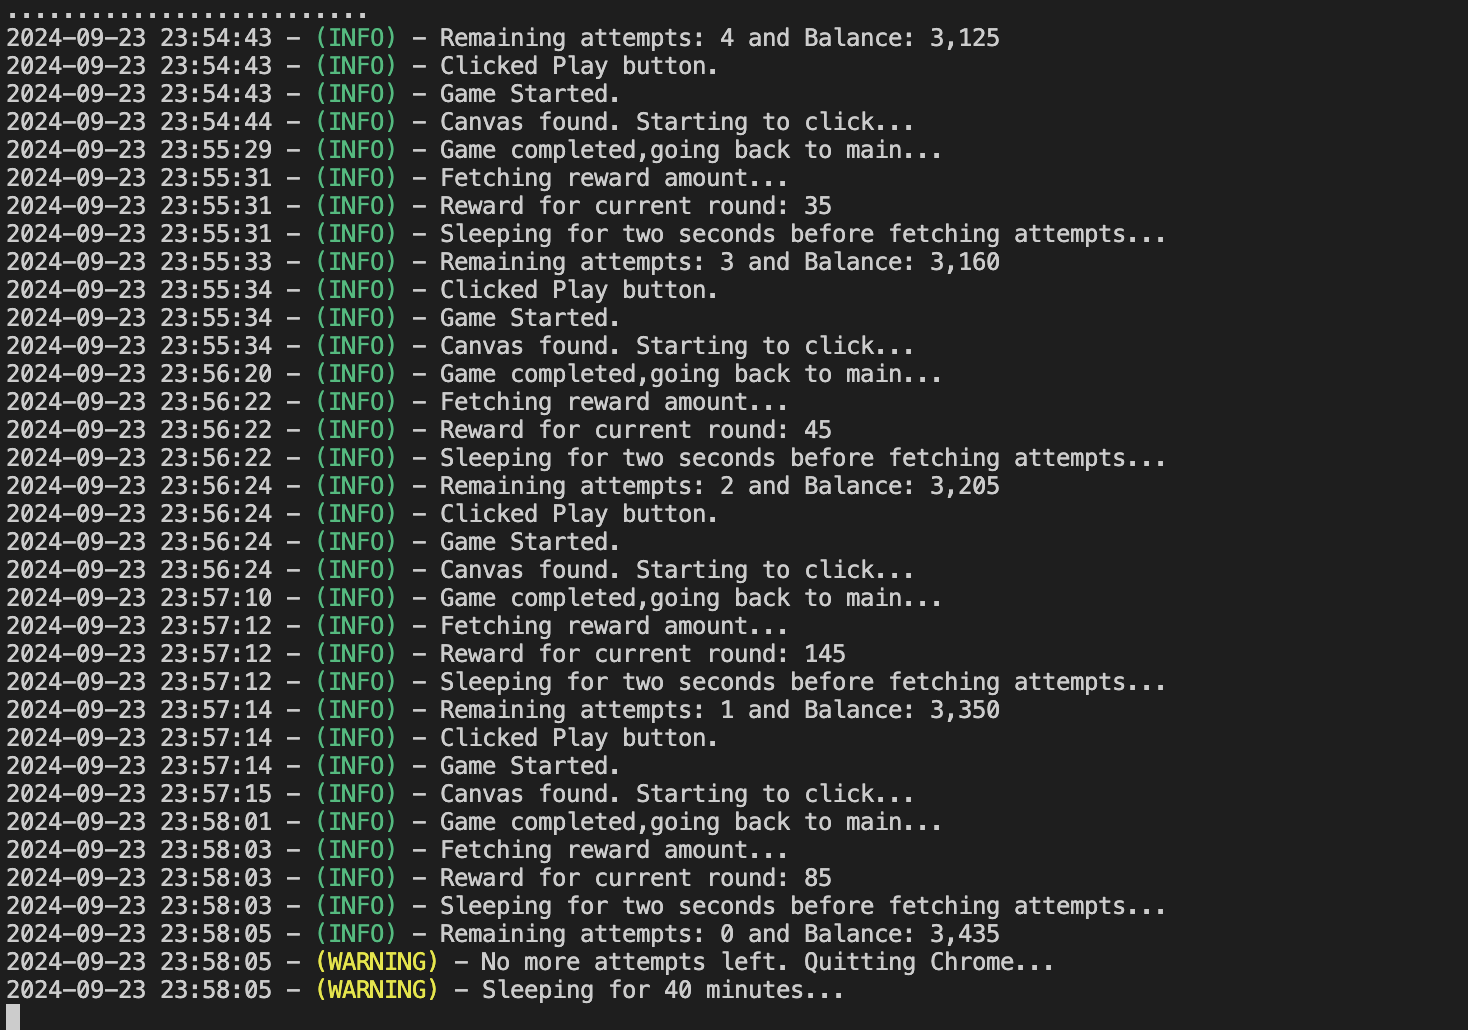 ..........................
2024-09-23 23:54:43 - (INFO) - Remaining attempts: 4 and Balance: 3,125
2024-09-23 23:54:43 - (INFO) - Clicked Play button.
2024-09-23 23:54:43 - (INFO) - Game Started.
2024-09-23 23:54:44 - (INFO) - Canvas found. Starting to click...
2024-09-23 23:55:29 - (INFO) - Game completed,going back to main...
2024-09-23 23:55:31 - (INFO) - Fetching reward amount...
2024-09-23 23:55:31 - (INFO) - Reward for current round: 35
2024-09-23 23:55:31 - (INFO) - Sleeping for two seconds before fetching attempts...
2024-09-23 23:55:33 - (INFO) - Remaining attempts: 3 and Balance: 3,160
2024-09-23 23:55:34 - (INFO) - Clicked Play button.
2024-09-23 23:55:34 - (INFO) - Game Started.
2024-09-23 23:55:34 - (INFO) - Canvas found. Starting to click...
2024-09-23 23:56:20 - (INFO) - Game completed,going back to main...
2024-09-23 23:56:22 - (INFO) - Fetching reward amount...
2024-09-23 23:56:22 - (INFO) - Reward for current round: 45
2024-09-23 23:56:22 - (INFO) - Sleeping for two seconds before fetching attempts...
2024-09-23 23:56:24 - (INFO) - Remaining attempts: 2 and Balance: 3,205
2024-09-23 23:56:24 - (INFO) - Clicked Play button.
2024-09-23 23:56:24 - (INFO) - Game Started.
2024-09-23 23:56:24 - (INFO) - Canvas found. Starting to click...
2024-09-23 23:57:10 - (INFO) - Game completed,going back to main...
2024-09-23 23:57:12 - (INFO) - Fetching reward amount...
2024-09-23 23:57:12 - (INFO) - Reward for current round: 145
2024-09-23 23:57:12 - (INFO) - Sleeping for two seconds before fetching attempts...
2024-09-23 23:57:14 - (INFO) - Remaining attempts: 1 and Balance: 3,350
2024-09-23 23:57:14 - (INFO) - Clicked Play button.
2024-09-23 23:57:14 - (INFO) - Game Started.
2024-09-23 23:57:15 - (INFO) - Canvas found. Starting to click...
2024-09-23 23:58:01 - (INFO) - Game completed,going back to main...
2024-09-23 23:58:03 - (INFO) - Fetching reward amount...
2024-09-23 23:58:03 - (INFO) - Reward for current round: 85
2024-09-23 23:58:03 - (INFO) - Sleeping for two seconds before fetching attempts...
2024-09-23 23:58:05 - (INFO) - Remaining attempts: 0 and Balance: 3,435
2024-09-23 23:58:05 - (WARNING) - No more attempts left. Quitting Chrome...
2024-09-23 23:58:05 - (WARNING) - Sleeping for 40 minutes...